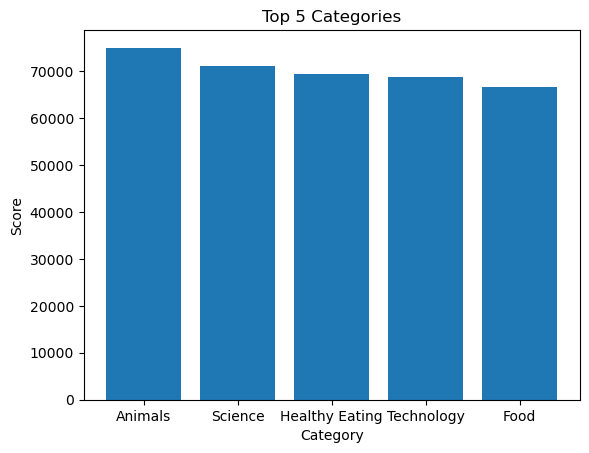 Top 5 Categories
Score
70000
60000
50000
40000
30000
20000
10000
0
Animals Science Healthy Eating Technology Food
Category